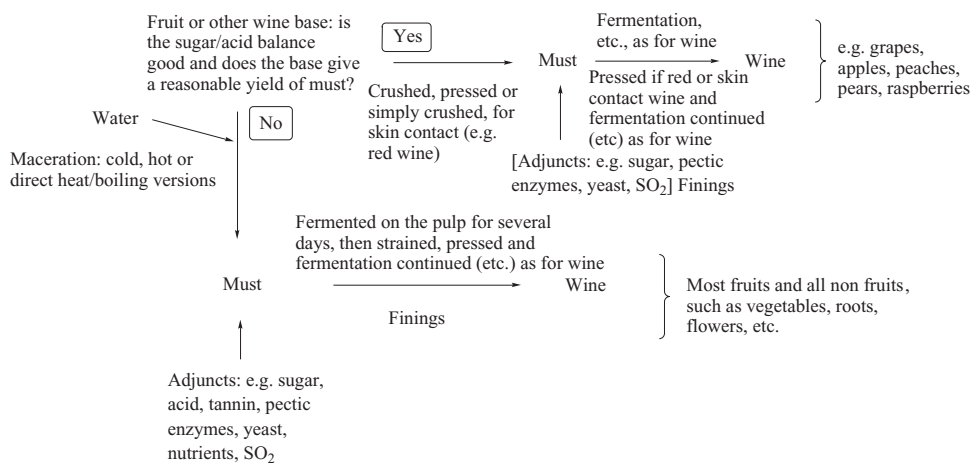 Fruit or other wine base: is
the sugar/acid balance
good and does the base give
a reasonable yield of must?
Yes
Crushed, pressed or
simply crushed, for
skin contact (e.g.
red wine)
Must
Fermentation,
etc., as for wine
Pressed if red or skin
contact wine and
fermentation continued
(etc) as for wine
Wine
e.g. grapes,
apples, peaches,
pears, raspberries
[Adjuncts: e.g. sugar, pectic
enzymes, yeast, SO2] Finings
Water
No
Maceration: cold, hot or
direct heat/boiling versions
Must
Fermented on the pulp for several
days, then strained, pressed and
fermentation continued (etc.) as for wine
Finings
Wine
Most fruits and all non fruits,
such as vegetables, roots,
flowers, etc.
Adjuncts: e.g. sugar,
acid, tannin, pectic
enzymes, yeast,
nutrients, SO2